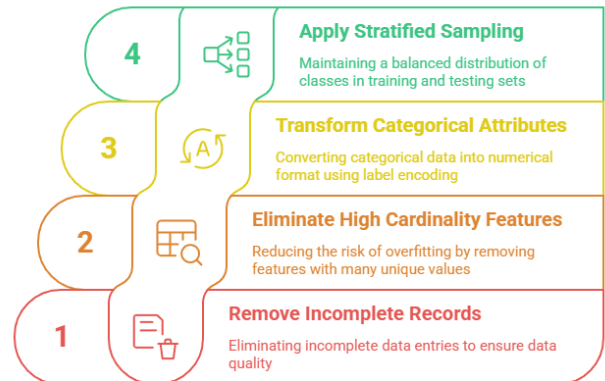 4
Apply Stratified Sampling
Maintaining a balanced distribution of
classes in training and testing sets
3
A
Transform Categorical Attributes
Converting categorical data into numerical
format using label encoding
2
Eliminate High Cardinality Features
Reducing the risk of overfitting by removing
features with many unique values
1
Remove Incomplete Records
Eliminating incomplete data entries to ensure data
quality